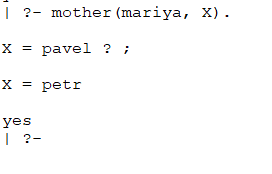 | ?- mother(mariya, X).
X = pavel ? ;
X = petr
yes
| ?-